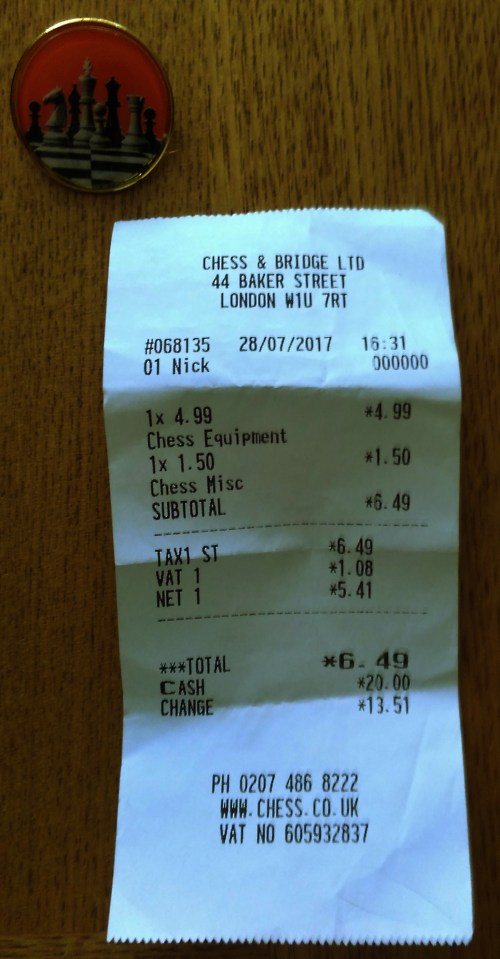 CHESS & BRIDGE LTD
44 BAKER STREET
LONDON W1U 7RT
#068135 28/07/2017 16:31
01 Nick 000000
1x 4.99 *4.99
Chess Equipment
1x 1.50 *1.50
Chess Misc
SUBTOTAL *6.49
TAX1 ST *6.49
VAT 1 *1.08
NET 1 *5.41
***TOTAL *6.49
CASH *20.00
CHANGE *13.51
PH 0207 486 8222
WWW.CHESS.CO.UK
VAT NO 605932837